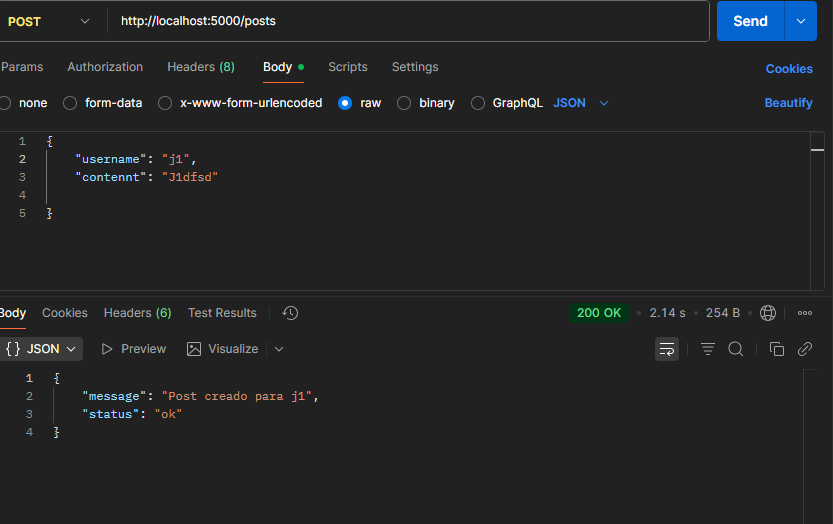 POST http://localhost:5000/posts Send
Params Authorization Headers (8) Body Scripts Settings Cookies
none form-data x-www-form-urlencoded raw binary GraphQL JSON Beautify
1 {
2 "username": "j1",
3 "contennt": "J1dfsd"
4
5 }
Body Cookies Headers (6) Test Results 200 OK 2.14 s 254 B
{} JSON Preview Visualize
1 {
2 "message": "Post creado para j1",
3 "status": "ok"
4 }